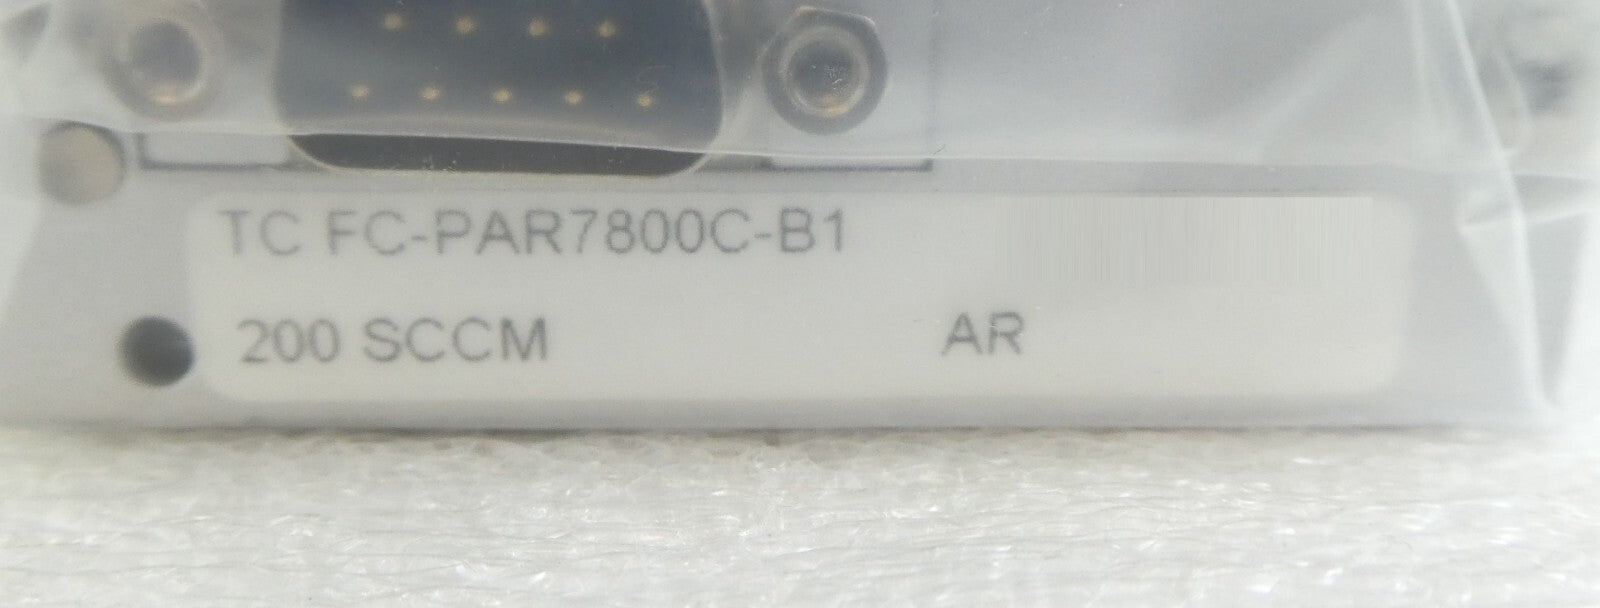 TC FC-PAR7800C-B1
200 SCCM AR